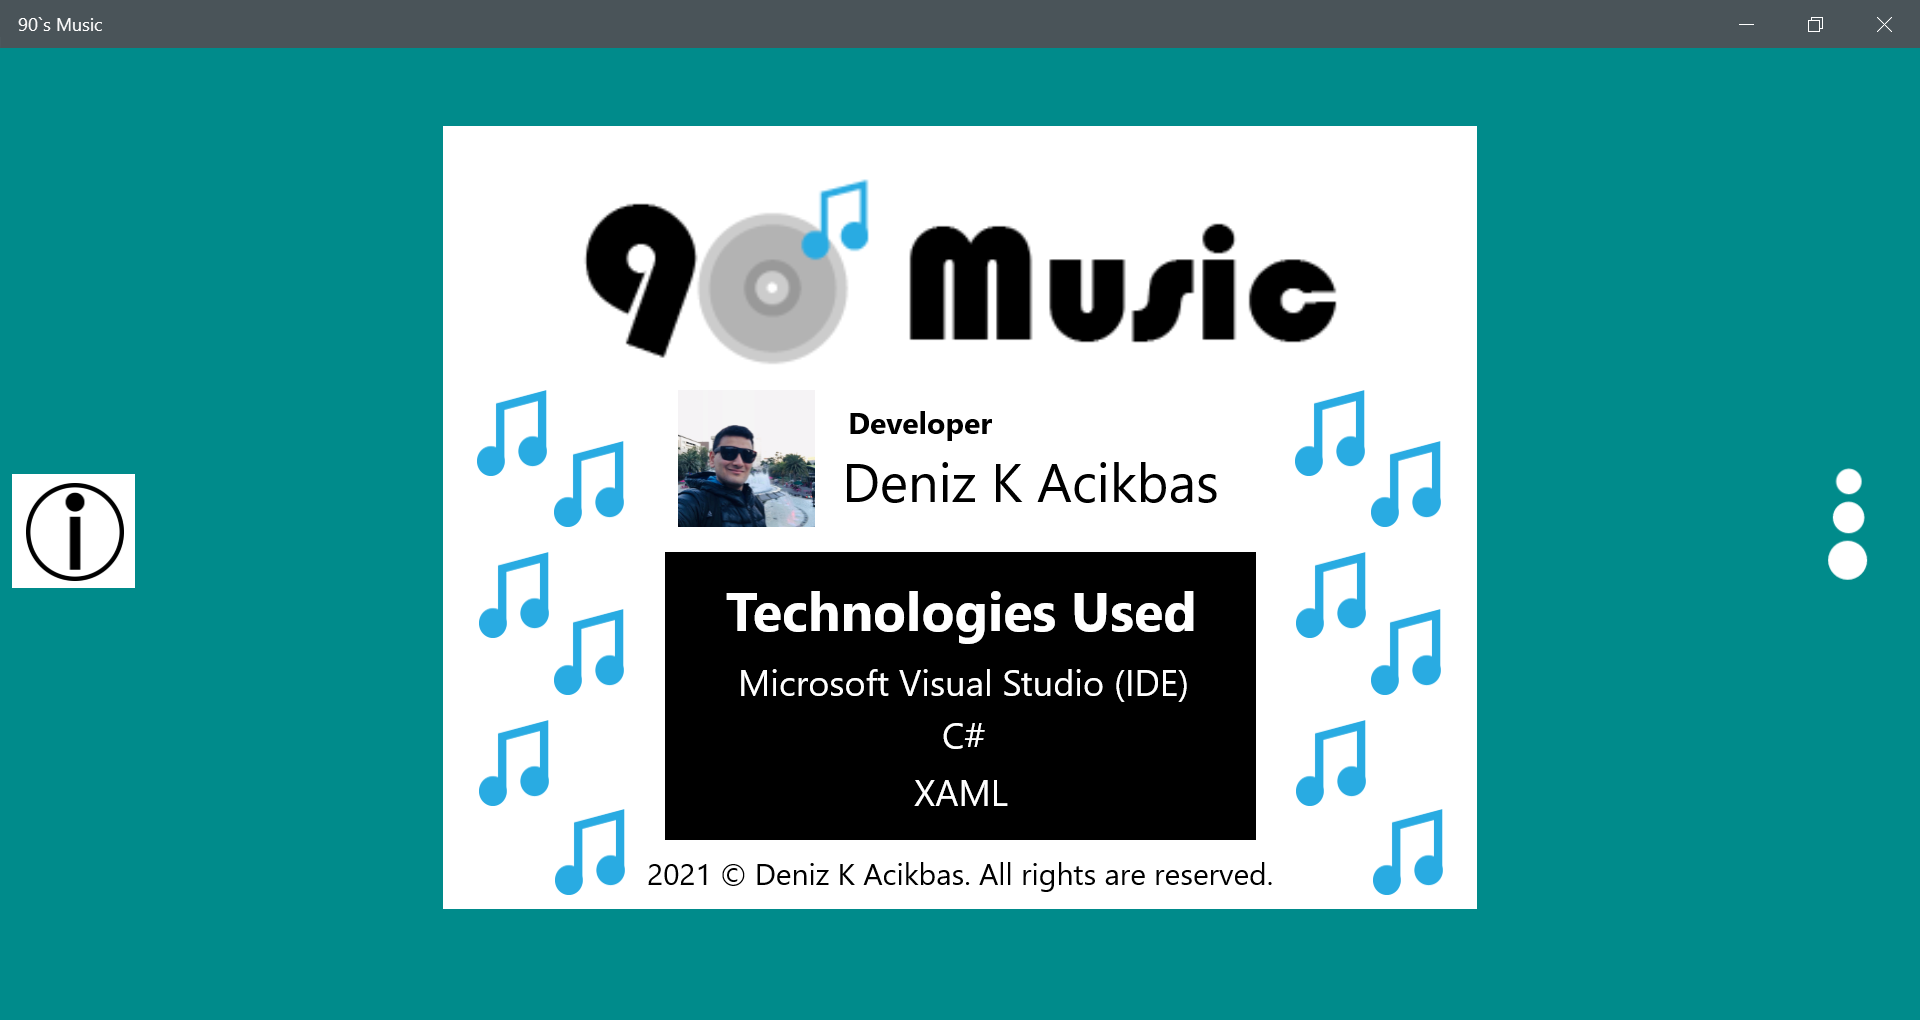 90`s Music
90 Music
Developer
Deniz K Acikbas
Technologies Used
Microsoft Visual Studio (IDE)
C#
XAML
2021 © Deniz K Acikbas. All rights are reserved.